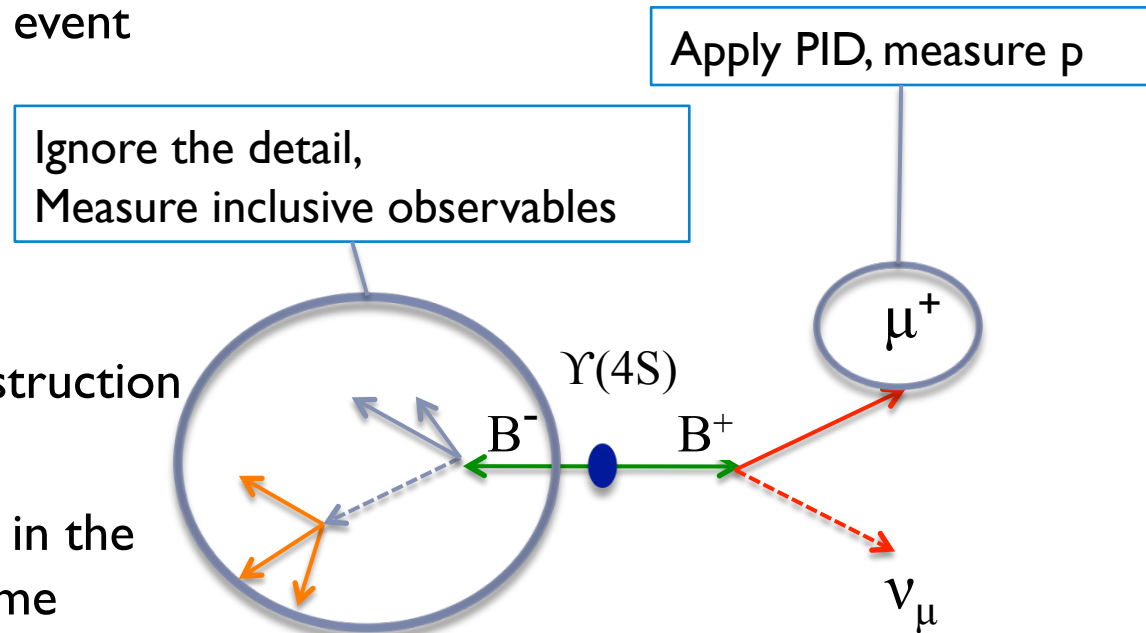 event
Apply PID, measure p
Ignore the detail,
Measure inclusive observables
μ⁺
struction
ϒ(4S)
B⁻
B⁺
in the
me
ν_μ